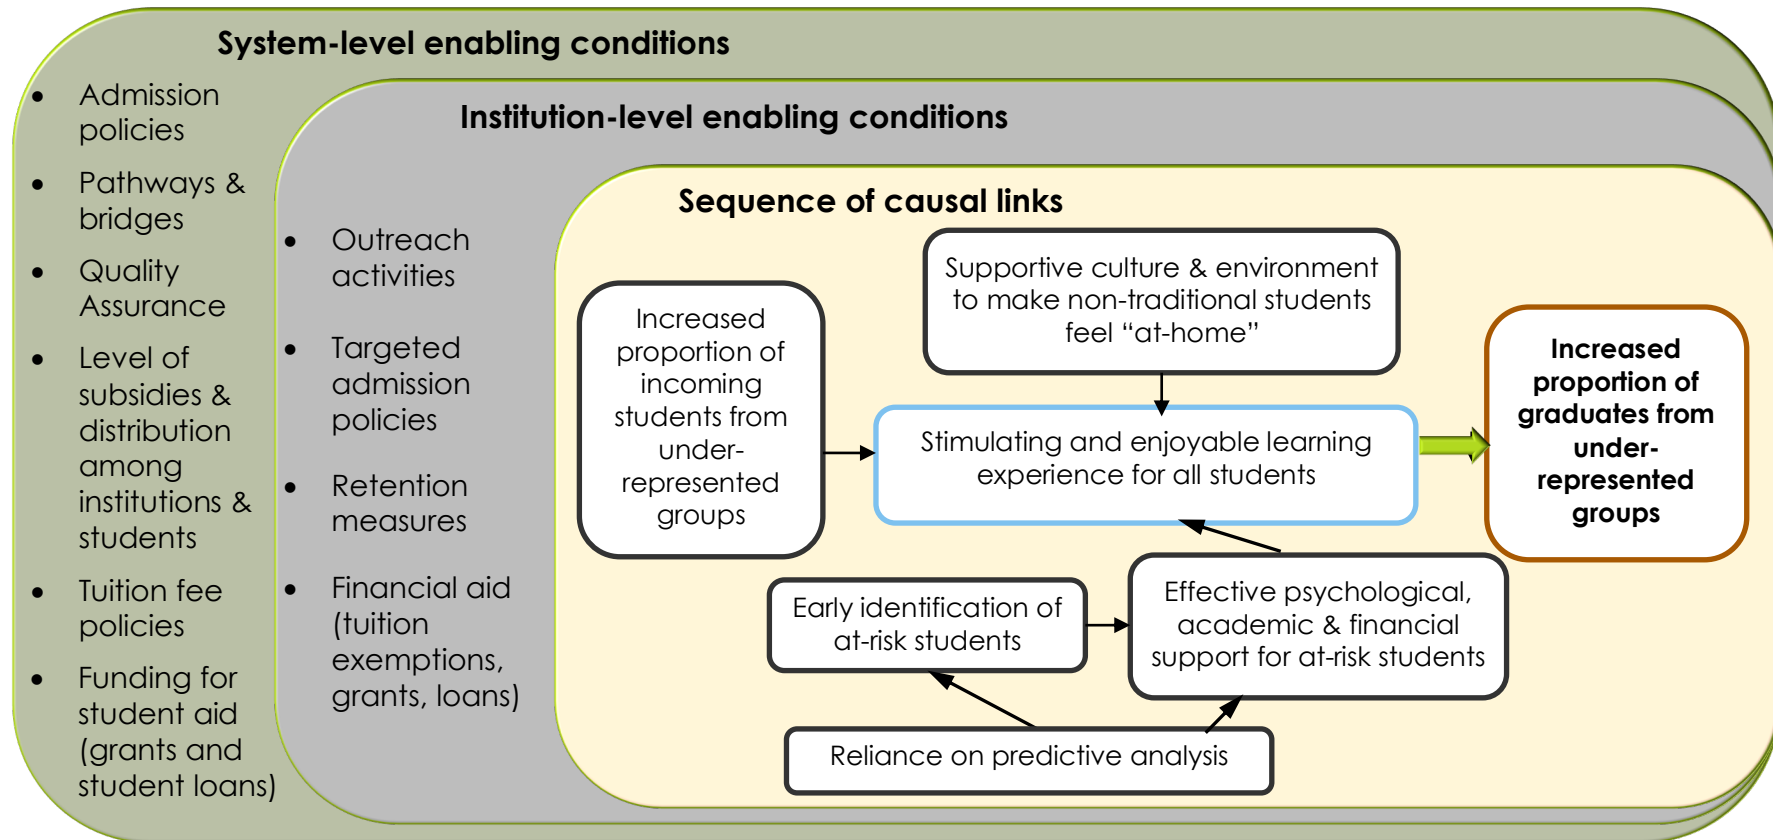 System-level enabling conditions
• Admission
policies
• Pathways &
bridges
• Quality
Assurance
• Level of
subsidies &
distribution
among
institutions &
students
• Tuition fee
policies
• Funding for
student aid
(grants and
student loans)
Institution-level enabling conditions
• Outreach
activities
• Targeted
admission
policies
• Retention
measures
• Financial aid
(tuition
exemptions,
grants, loans)
Sequence of causal links
Increased
proportion of
incoming
students from
under-
represented
groups
Supportive culture & environment
to make non-traditional students
feel “at-home”
Stimulating and enjoyable learning
experience for all students
Increased
proportion of
graduates from
under-
represented
groups
Early identification of
at-risk students
Effective psychological,
academic & financial
support for at-risk students
Reliance on predictive analysis